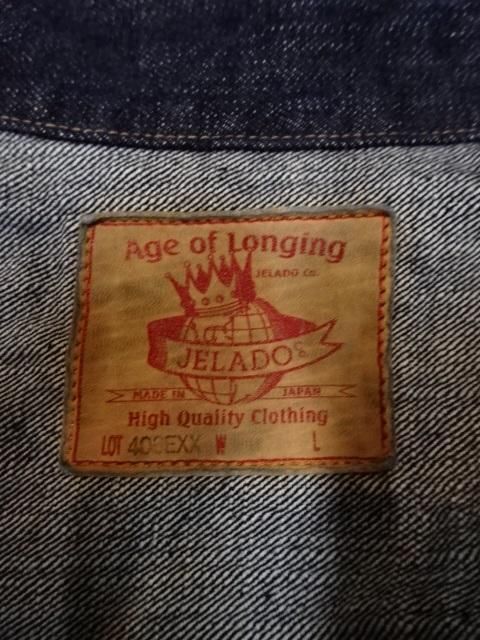 Age of Longing
JELADO Co.
JELADO
MADE IN JAPAN
High Quality Clothing
LOT W L